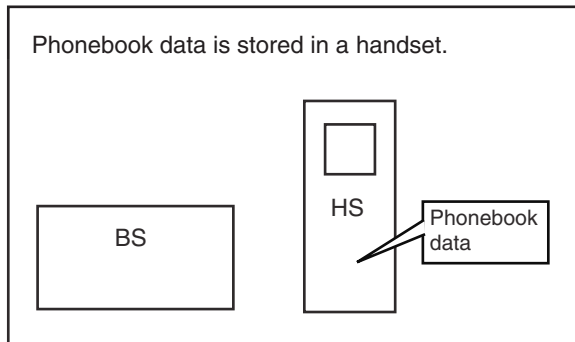 Phonebook data is stored in a handset.
BS
HS
Phonebook
data